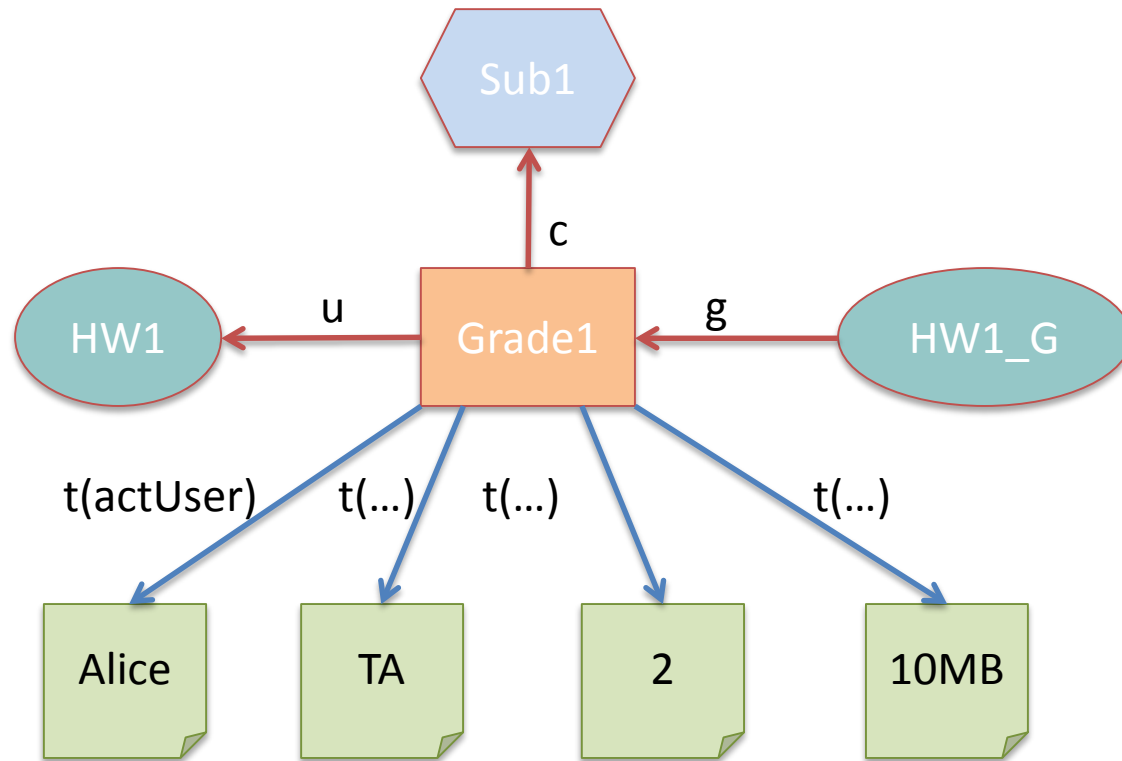 Sub1
c
HW1
u
Grade1
g
HW1_G
t(actUser)
t(...)
t(...)
t(...)
Alice
TA
2
10MB